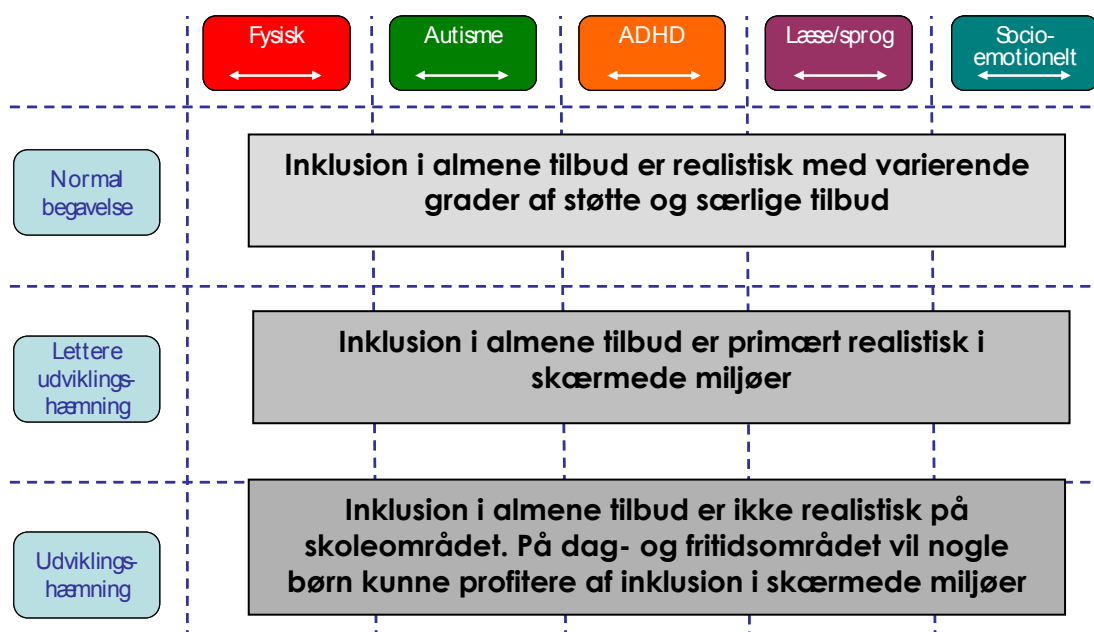 Fysisk
Autisme
ADHD
Læse/sprog
Socio-
emotionelt
Normal
begavelse
Inklusion i almene tilbud er realistisk med varierende
grader af støtte og særlige tilbud
Lettere
udviklings-
hæmning
Inklusion i almene tilbud er primært realistisk i
skærmede miljøer
Udviklings-
hæmning
Inklusion i almene tilbud er ikke realistisk på
skoleområdet. På dag- og fritidsområdet vil nogle
børn kunne profitere af inklusion i skærmede miljøer